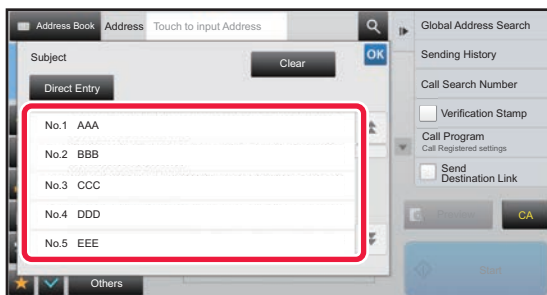 Address Book Address Touch to input Address
Global Address Search
Subject
Clear
OK
Sending History
Direct Entry
Call Search Number
No.1 AAA
Verification Stamp
No.2 BBB
Call Program
Call Registered settings
No.3 CCC
Send
Destination Link
No.4 DDD
Preview
CA
No.5 EEE
Others
Start